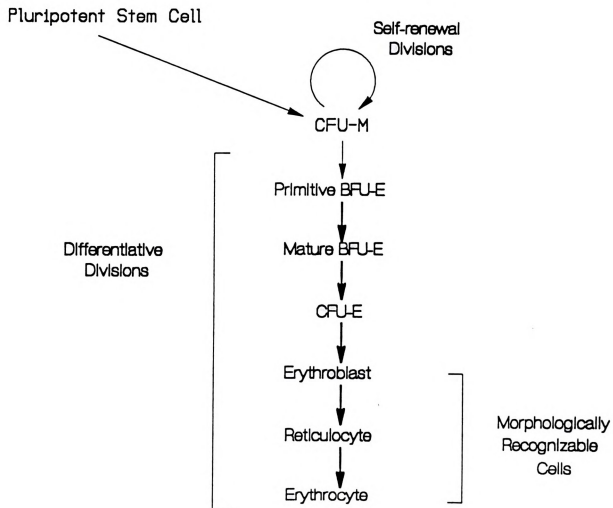 Pluripotent Stem Cell
Self-renewal
Divisions
CFU-M
Primitive BFU-E
Differentiative
Divisions
Mature BFU-E
CFU-E
Erythroblast
Reticulocyte
Morphologically
Recognizable
Cells
Erythrocyte